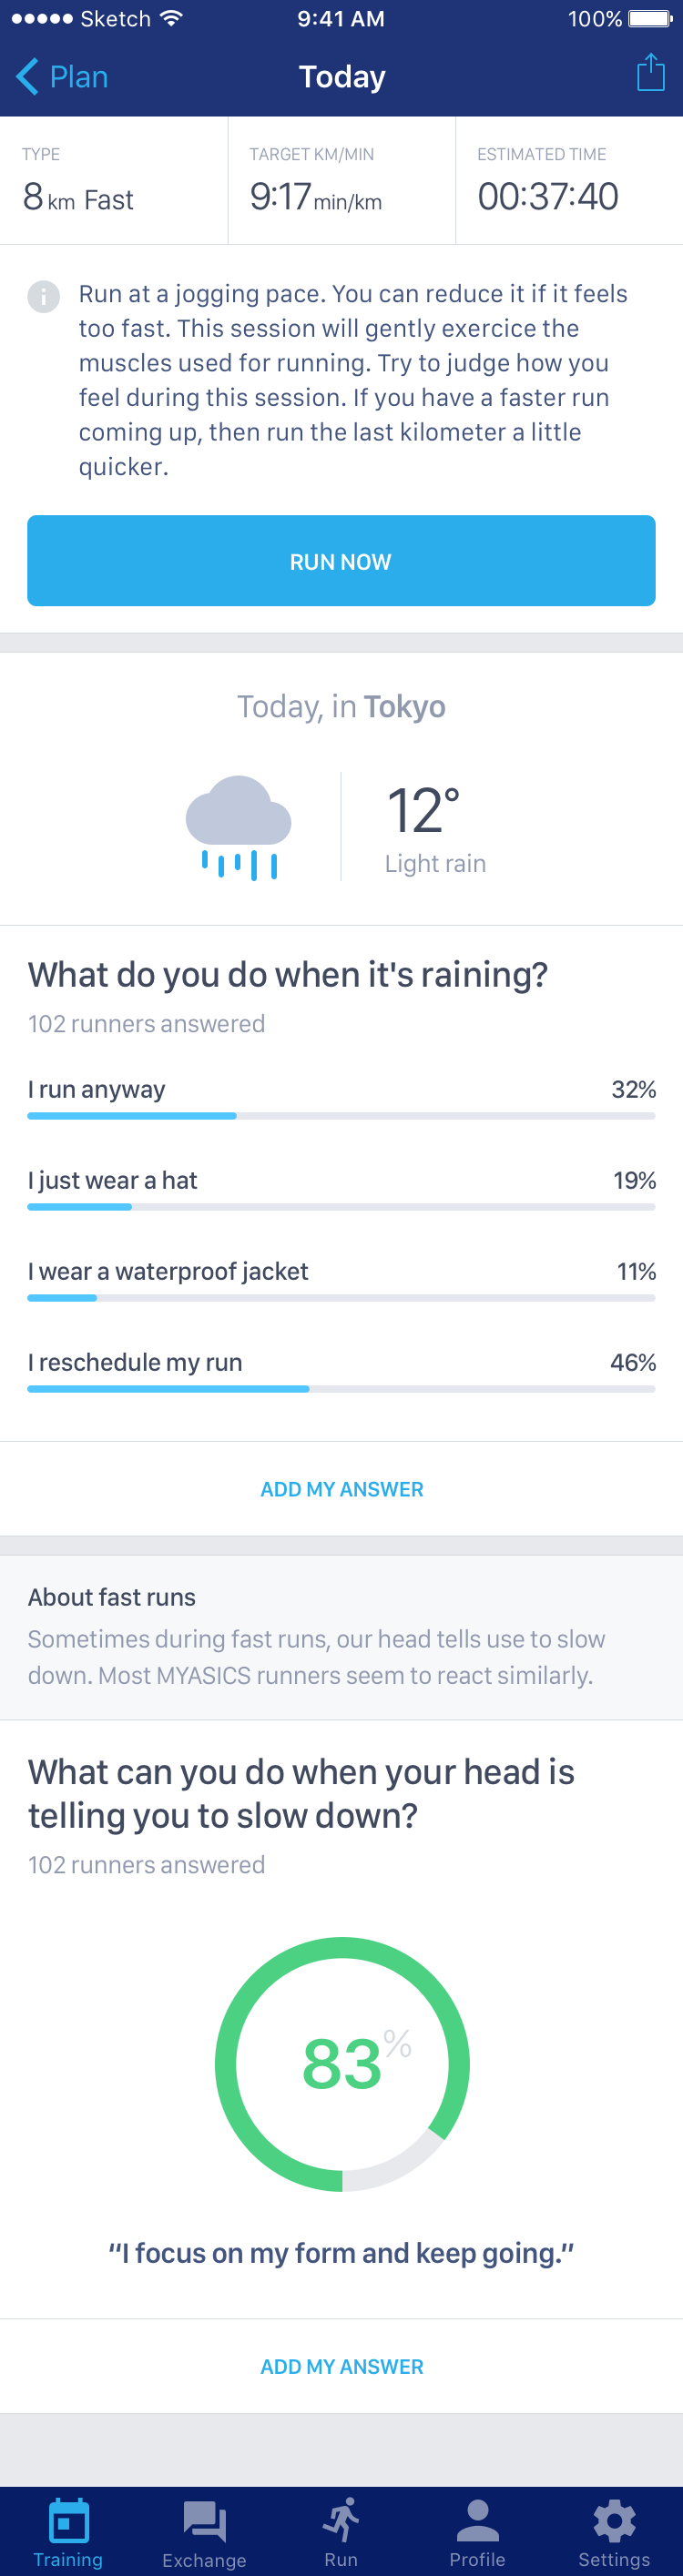 Sketch 9:41 AM 100%
Plan Today
TYPE TARGET KM/MIN ESTIMATED TIME
8 km Fast 9:17 min/km 00:37:40
Run at a jogging pace. You can reduce it if it feels
too fast. This session will gently exercice the
muscles used for running. Try to judge how you
feel during this session. If you have a faster run
coming up, then run the last kilometer a little
quicker.
RUN NOW
Today, in Tokyo
12°
Light rain
What do you do when it's raining?
102 runners answered
I run anyway 32%
I just wear a hat 19%
I wear a waterproof jacket 11%
I reschedule my run 46%
ADD MY ANSWER
About fast runs
Sometimes during fast runs, our head tells use to slow
down. Most MYASICS runners seem to react similarly.
What can you do when your head is
telling you to slow down?
102 runners answered
83%
“I focus on my form and keep going.”
ADD MY ANSWER
Training Exchange Run Profile Settings